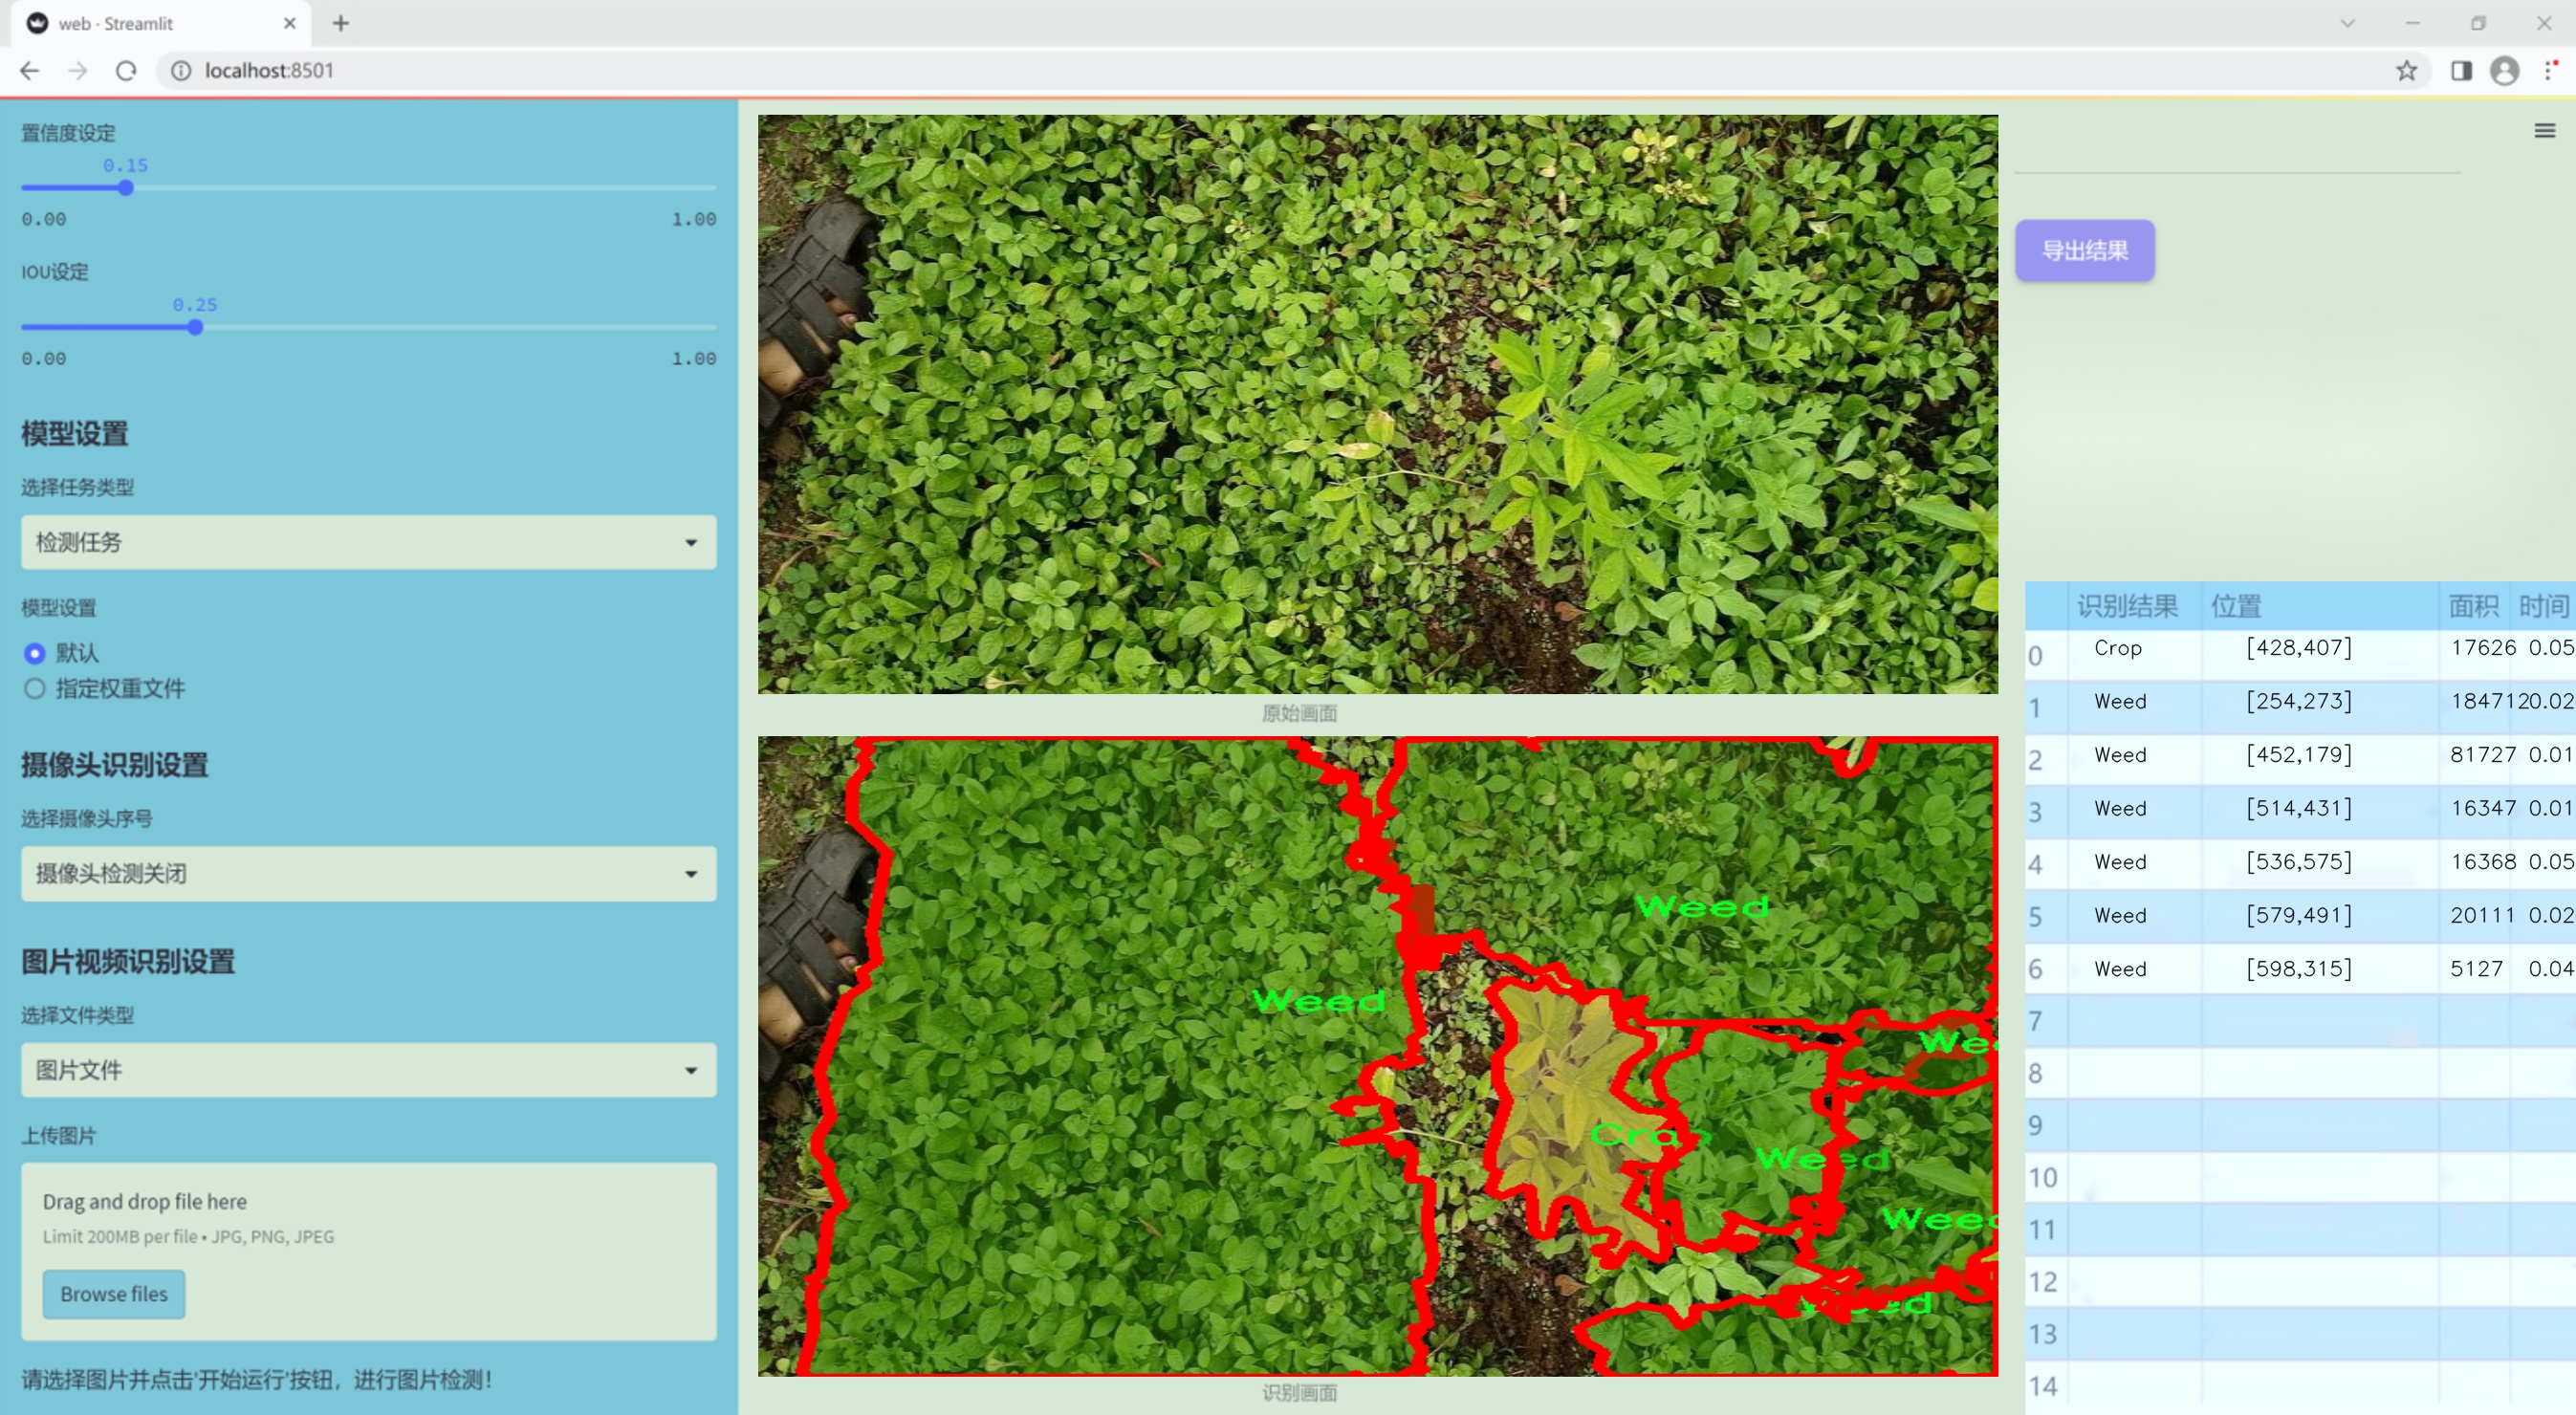 web · Streamlit
localhost:8501
置信度设定
0.15
0.00 1.00
IOU设定
0.25
0.00 1.00
模型设置
选择任务类型
检测任务
模型设置
默认
指定权重文件
摄像头识别设置
选择摄像头序号
摄像头检测关闭
图片视频识别设置
选择文件类型
图片文件
上传图片
Drag and drop file here
Limit 200MB per file • JPG, PNG, JPEG
Browse files
请选择图片并点击'开始运行'按钮，进行图片检测！
原始画面
Weed
Weed
We
Cro
Weed
Weed
识别画面
导出结果
识别结果 位置 面积 时间
0 Crop [428,407] 17626 0.05
1 Weed [254,273] 184712 0.02
2 Weed [452,179] 81727 0.01
3 Weed [514,431] 16347 0.01
4 Weed [536,575] 16368 0.05
5 Weed [579,491] 20111 0.02
6 Weed [598,315] 5127 0.04
7
8
9
10
11
12
13
14